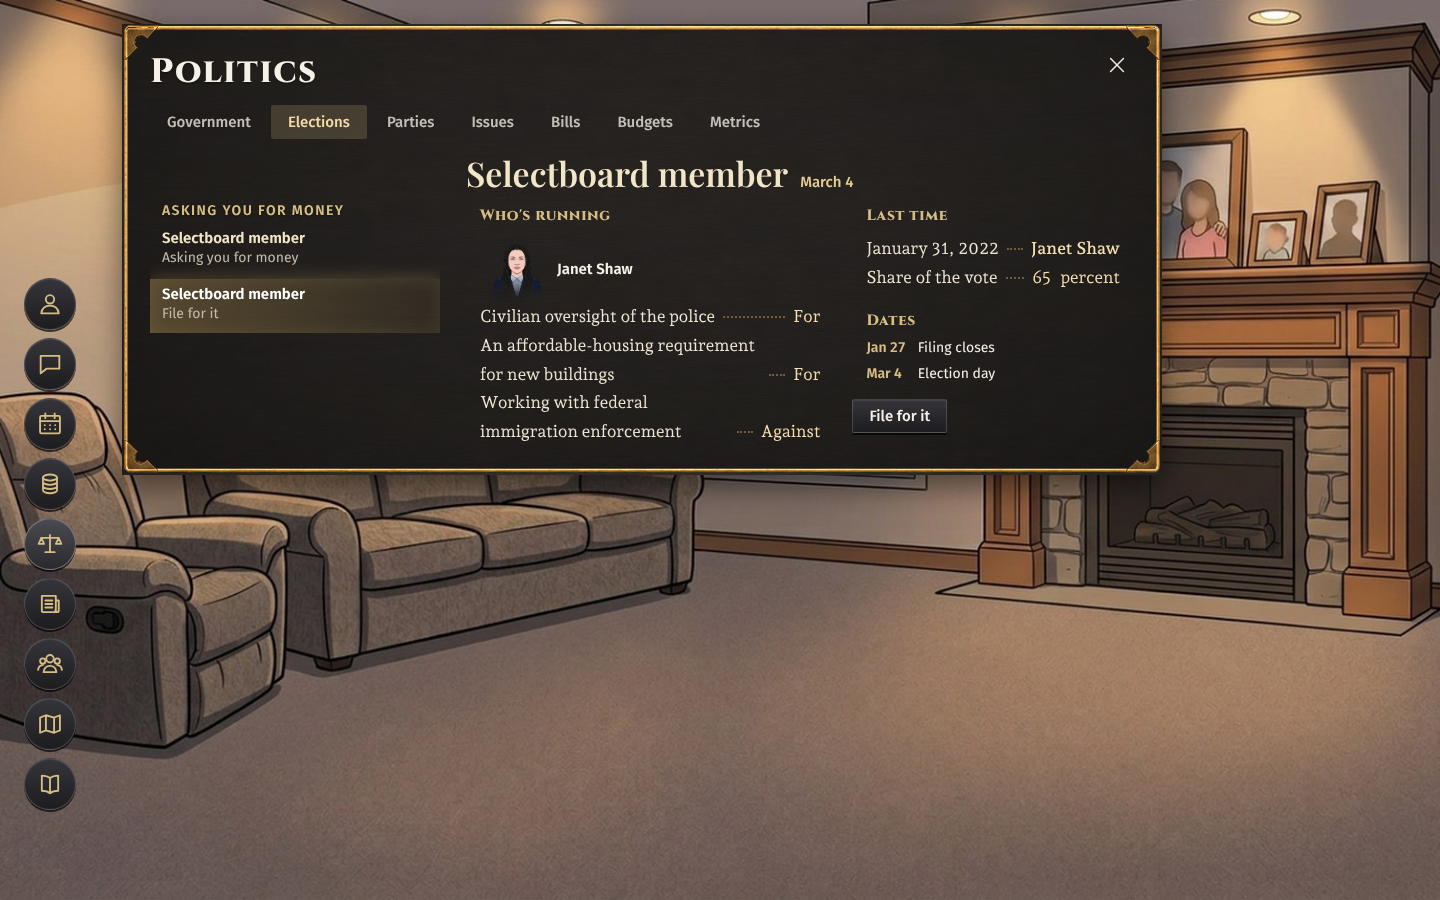 Politics
Government Elections Parties Issues Bills Budgets Metrics
ASKING YOU FOR MONEY
Selectboard member
Asking you for money
Selectboard member
File for it
Selectboard member March 4
Who's running
Janet Shaw
Civilian oversight of the police For
An affordable-housing requirement
for new buildings For
Working with federal
immigration enforcement Against
Last time
January 31, 2022 Janet Shaw
Share of the vote 65 percent
Dates
Jan 27 Filing closes
Mar 4 Election day
File for it